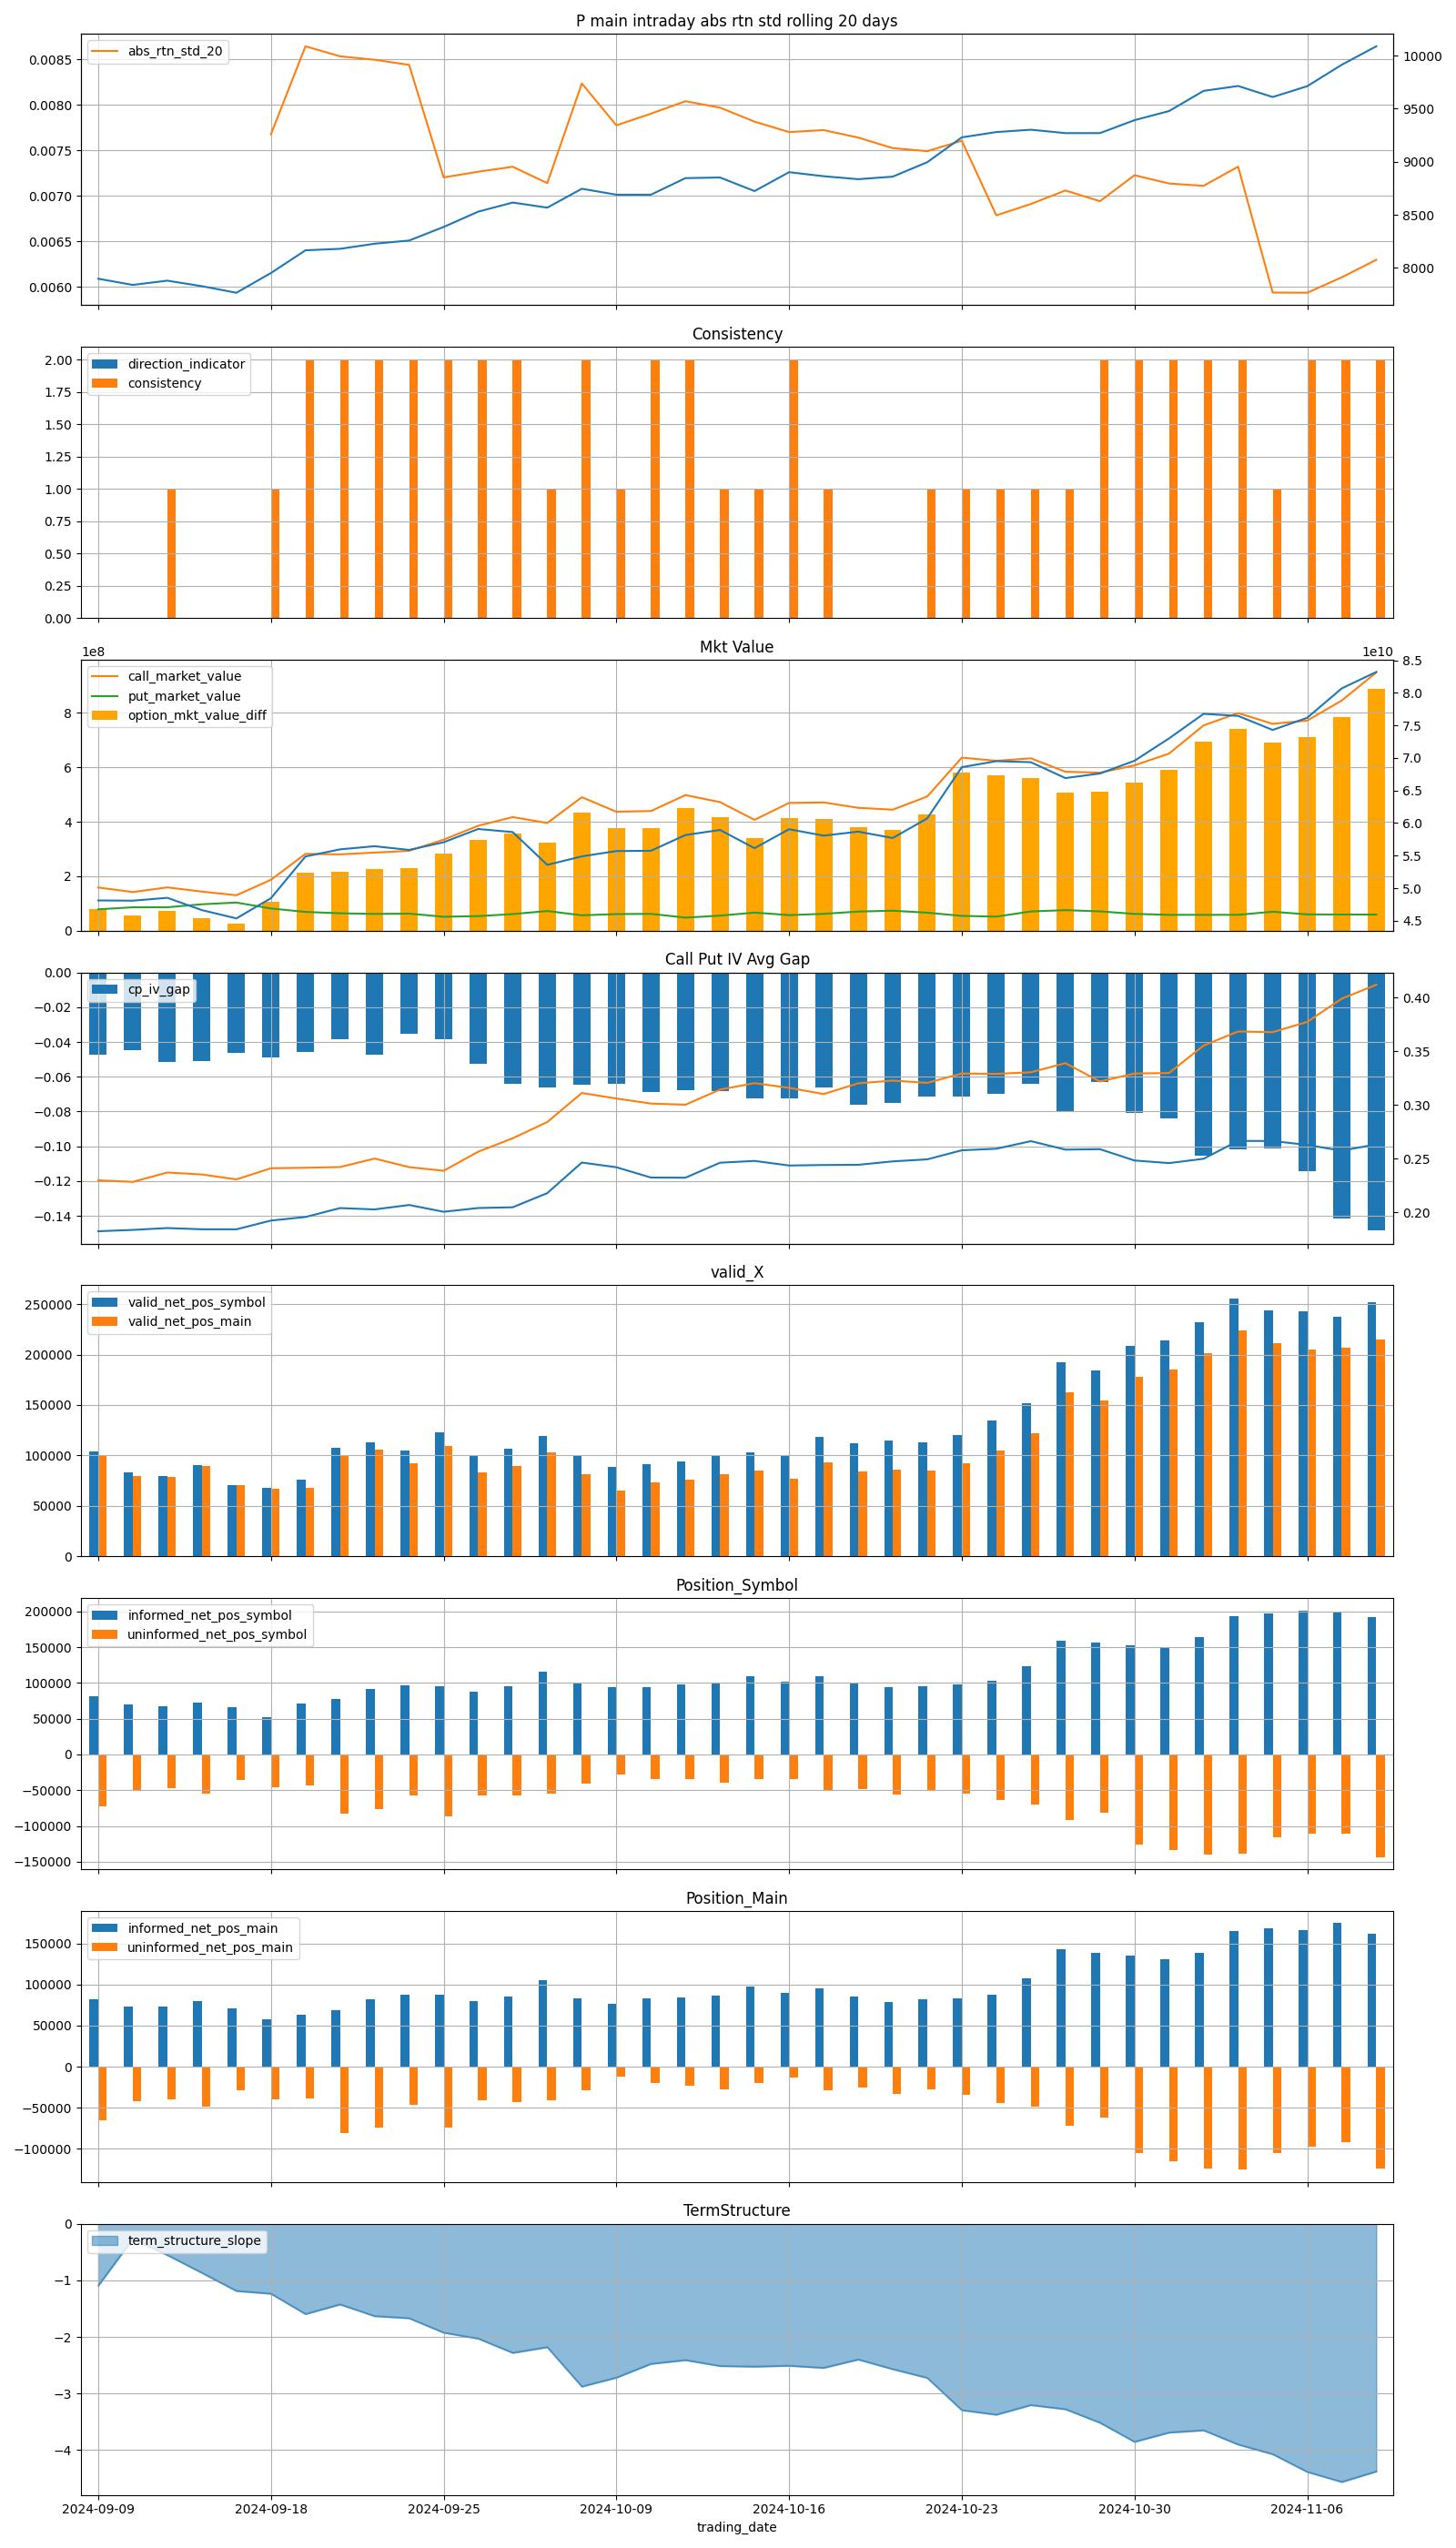 P main intraday abs rtn std rolling 20 days
abs_rtn_std_20
0.0085
0.0080
0.0075
0.0070
0.0065
0.0060
10000
9500
9000
8500
8000
Consistency
direction_indicator
consistency
2.00
1.75
1.50
1.25
1.00
0.75
0.50
0.25
0.00
Mkt Value
1e8
1e10
call_market_value
put_market_value
option_mkt_value_diff
8
6
4
2
0
8.5
8.0
7.5
7.0
6.5
6.0
5.5
5.0
4.5
Call Put IV Avg Gap
cp_iv_gap
0.00
−0.02
−0.04
−0.06
−0.08
−0.10
−0.12
−0.14
0.40
0.35
0.30
0.25
0.20
valid_X
valid_net_pos_symbol
valid_net_pos_main
250000
200000
150000
100000
50000
0
Position_Symbol
informed_net_pos_symbol
uninformed_net_pos_symbol
200000
150000
100000
50000
0
−50000
−100000
−150000
Position_Main
informed_net_pos_main
uninformed_net_pos_main
150000
100000
50000
0
−50000
−100000
TermStructure
term_structure_slope
0
−1
−2
−3
−4
2024-09-09 2024-09-18 2024-09-25 2024-10-09 2024-10-16 2024-10-23 2024-10-30 2024-11-06
trading_date